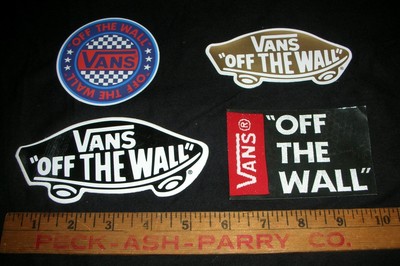 OFF THE WALL
VANS
OFF THE WALL
VANS
"OFF THE WALL"
VANS
"OFF THE WALL"
®
VANS®
"OFF
THE
WALL"
1 2 3 4 5 6 7 8 9 10
PECK-ASH-PARRY CO.